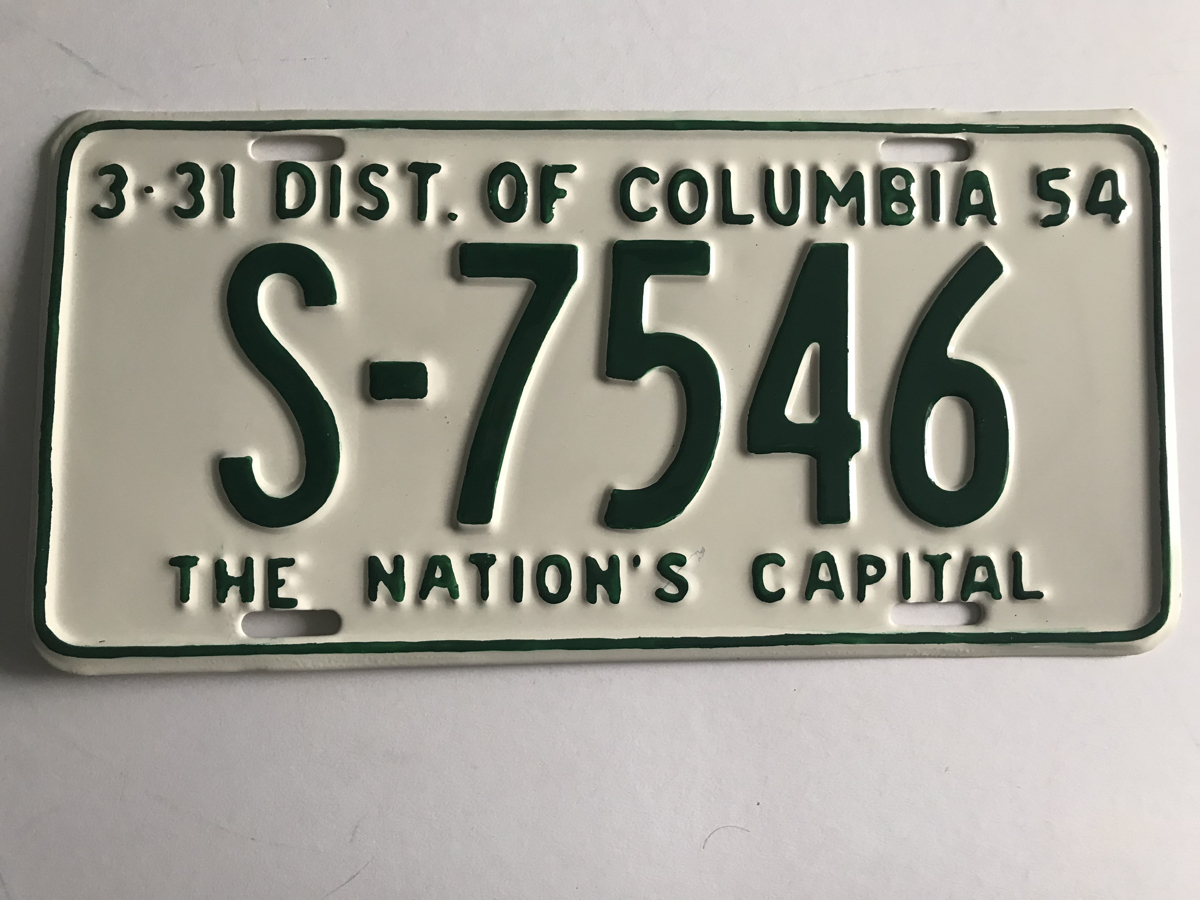 3-31 DIST. OF COLUMBIA 54
S-7546
THE NATION'S CAPITAL